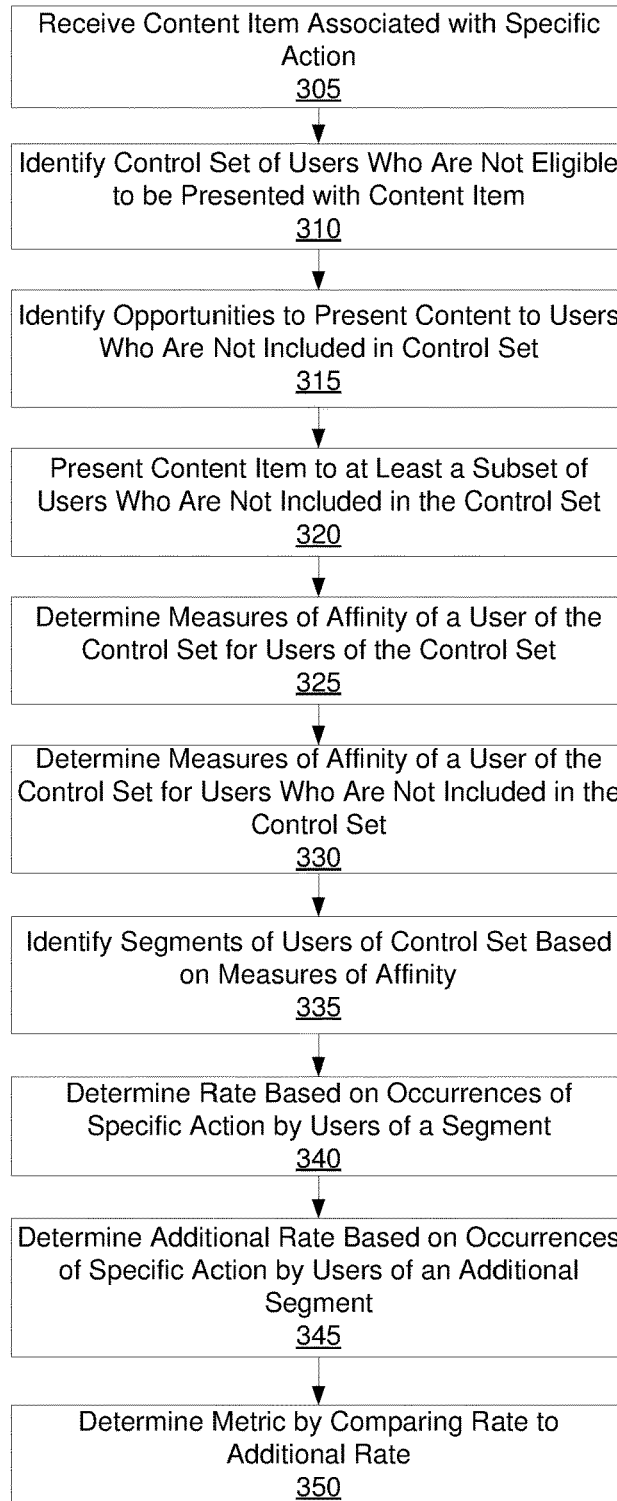 Receive Content Item Associated with Specific
Action
305
Identify Control Set of Users Who Are Not Eligible
to be Presented with Content Item
310
Identify Opportunities to Present Content to Users
Who Are Not Included in Control Set
315
Present Content Item to at Least a Subset of
Users Who Are Not Included in the Control Set
320
Determine Measures of Affinity of a User of the
Control Set for Users of the Control Set
325
Determine Measures of Affinity of a User of the
Control Set for Users Who Are Not Included in the
Control Set
330
Identify Segments of Users of Control Set Based
on Measures of Affinity
335
Determine Rate Based on Occurrences of
Specific Action by Users of a Segment
340
Determine Additional Rate Based on Occurrences
of Specific Action by Users of an Additional
Segment
345
Determine Metric by Comparing Rate to
Additional Rate
350